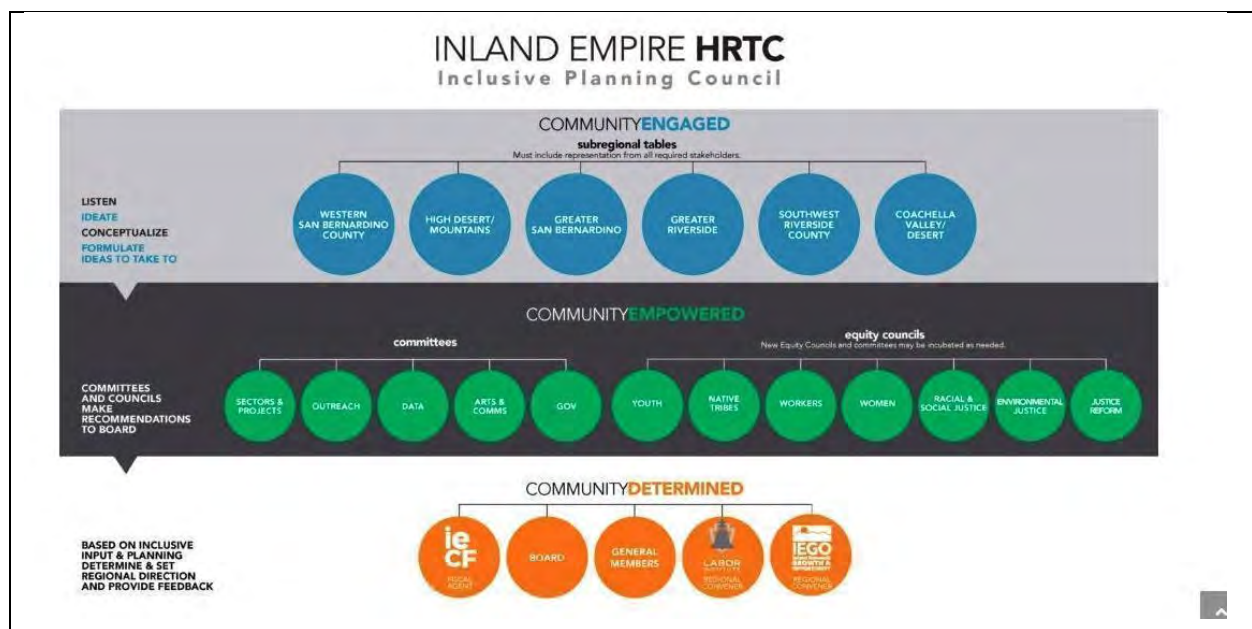 INLAND EMPIRE HRTC
Inclusive Planning Council
COMMUNITYENGAGED
subregional tables
Must include representation from all required stakeholders.
LISTEN
IDEATE
CONCEPTUALIZE
FORMULATE
IDEAS TO TAKE TO
WESTERN
SAN BERNARDINO
COUNTY
HIGH DESERT/
MOUNTAINS
GREATER
SAN BERNARDINO
GREATER
RIVERSIDE
SOUTHWEST
RIVERSIDE
COUNTY
COACHELLA
VALLEY/
DESERT
COMMUNITYEMPOWERED
committees
equity councils
New Equity Councils and committees may be incubated as needed.
COMMITTEES
AND COUNCILS
MAKE
RECOMMENDATIONS
TO BOARD
SECTORS &
PROJECTS
OUTREACH
DATA
ARTS &
COMMS
GOV
YOUTH
NATIVE
TRIBES
WORKERS
WOMEN
RACIAL &
SOCIAL JUSTICE
ENVIRONMENTAL
JUSTICE
JUSTICE
REFORM
COMMUNITYDETERMINED
BASED ON INCLUSIVE
INPUT & PLANNING
DETERMINE & SET
REGIONAL DIRECTION
AND PROVIDE FEEDBACK
ie
CF
FISCAL
AGENT
BOARD
GENERAL
MEMBERS
LABOR
INSTITUTE
REGIONAL
CONVENER
IEGO
GROWTH &
OPPORTUNITY
REGIONAL
CONVENER